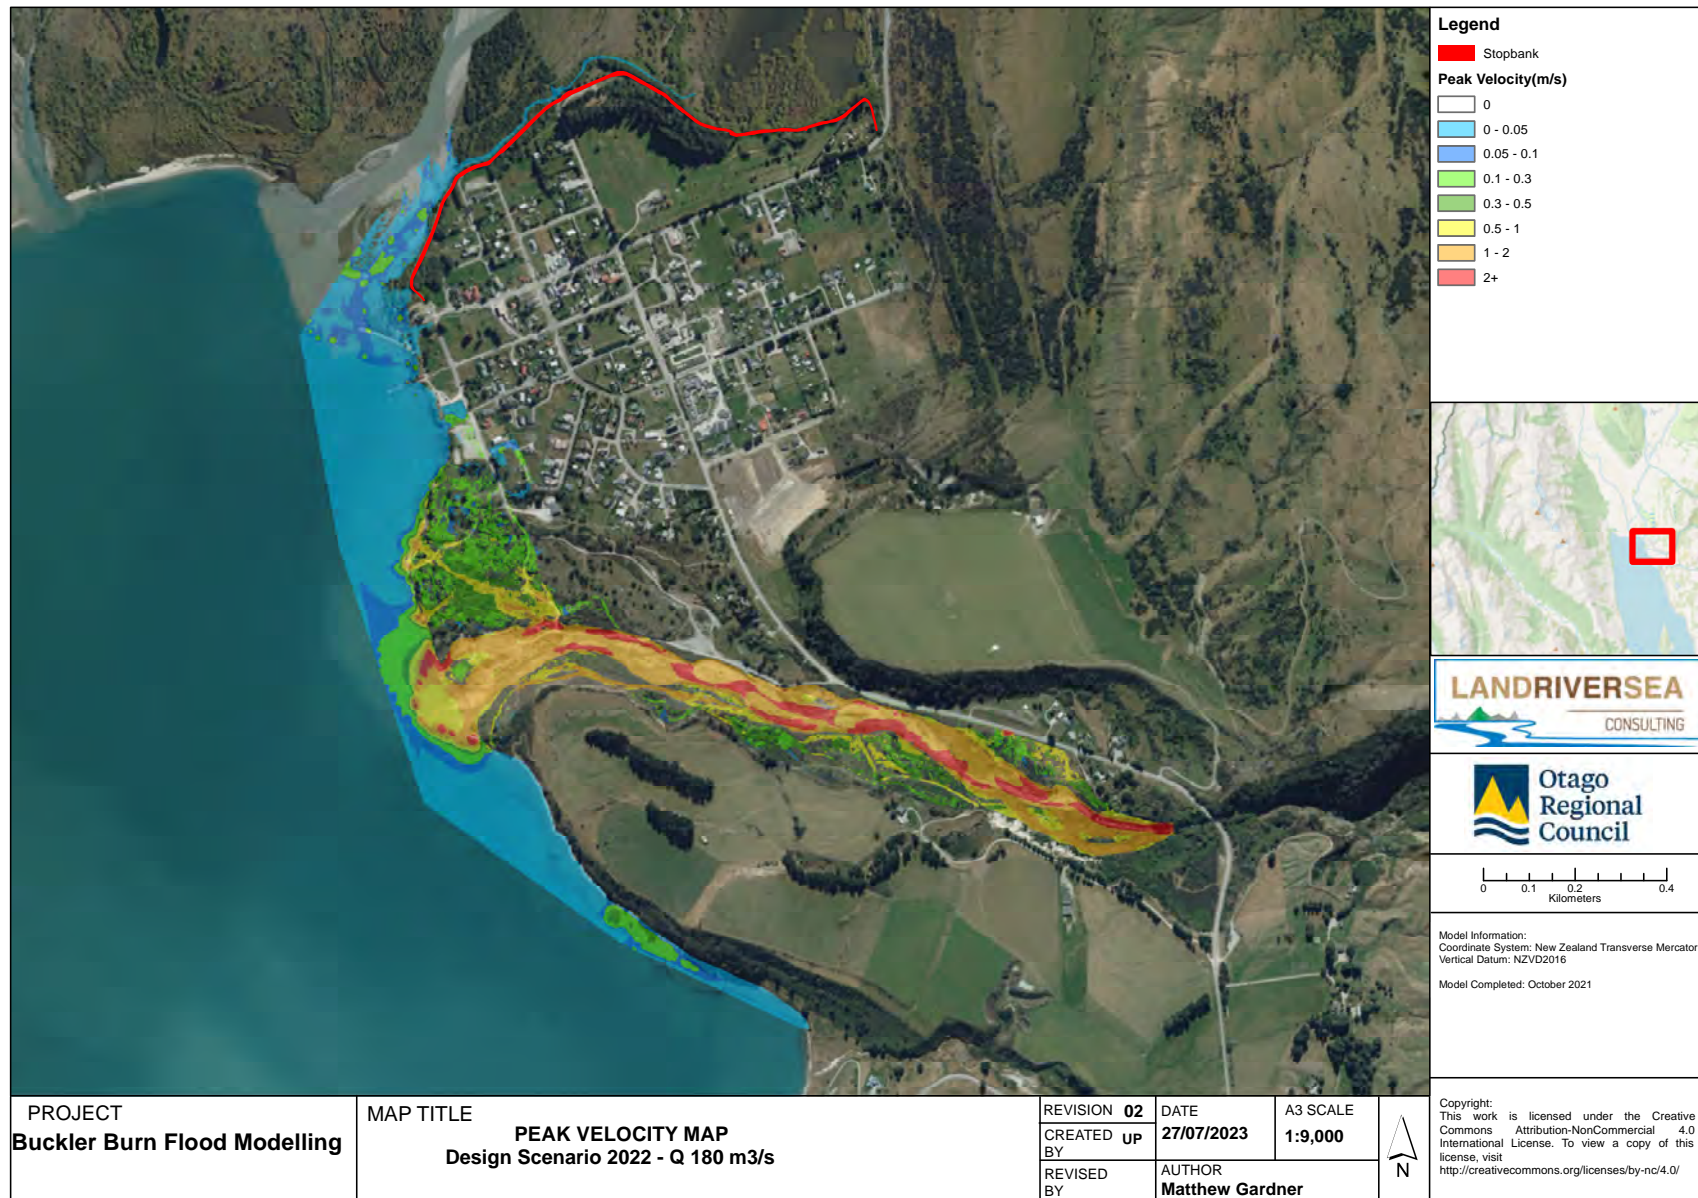 Legend
Stopbank
Peak Velocity(m/s)
0
0 - 0.05
0.05 - 0.1
0.1 - 0.3
0.3 - 0.5
0.5 - 1
1 - 2
2+
LANDRIVERSEA
CONSULTING
Otago
Regional
Council
0 0.1 0.2 0.4
Kilometers
Model Information:
Coordinate System: New Zealand Transverse Mercator
Vertical Datum: NZVD2016
Model Completed: October 2021
Copyright:
This work is licensed under the Creative
Commons Attribution-NonCommercial 4.0
International License. To view a copy of this
license, visit
http://creativecommons.org/licenses/by-nc/4.0/
PROJECT
Buckler Burn Flood Modelling
MAP TITLE
PEAK VELOCITY MAP
Design Scenario 2022 - Q 180 m3/s
REVISION 02
CREATED BY UP
REVISED BY
DATE
27/07/2023
A3 SCALE
1:9,000
AUTHOR
Matthew Gardner
N